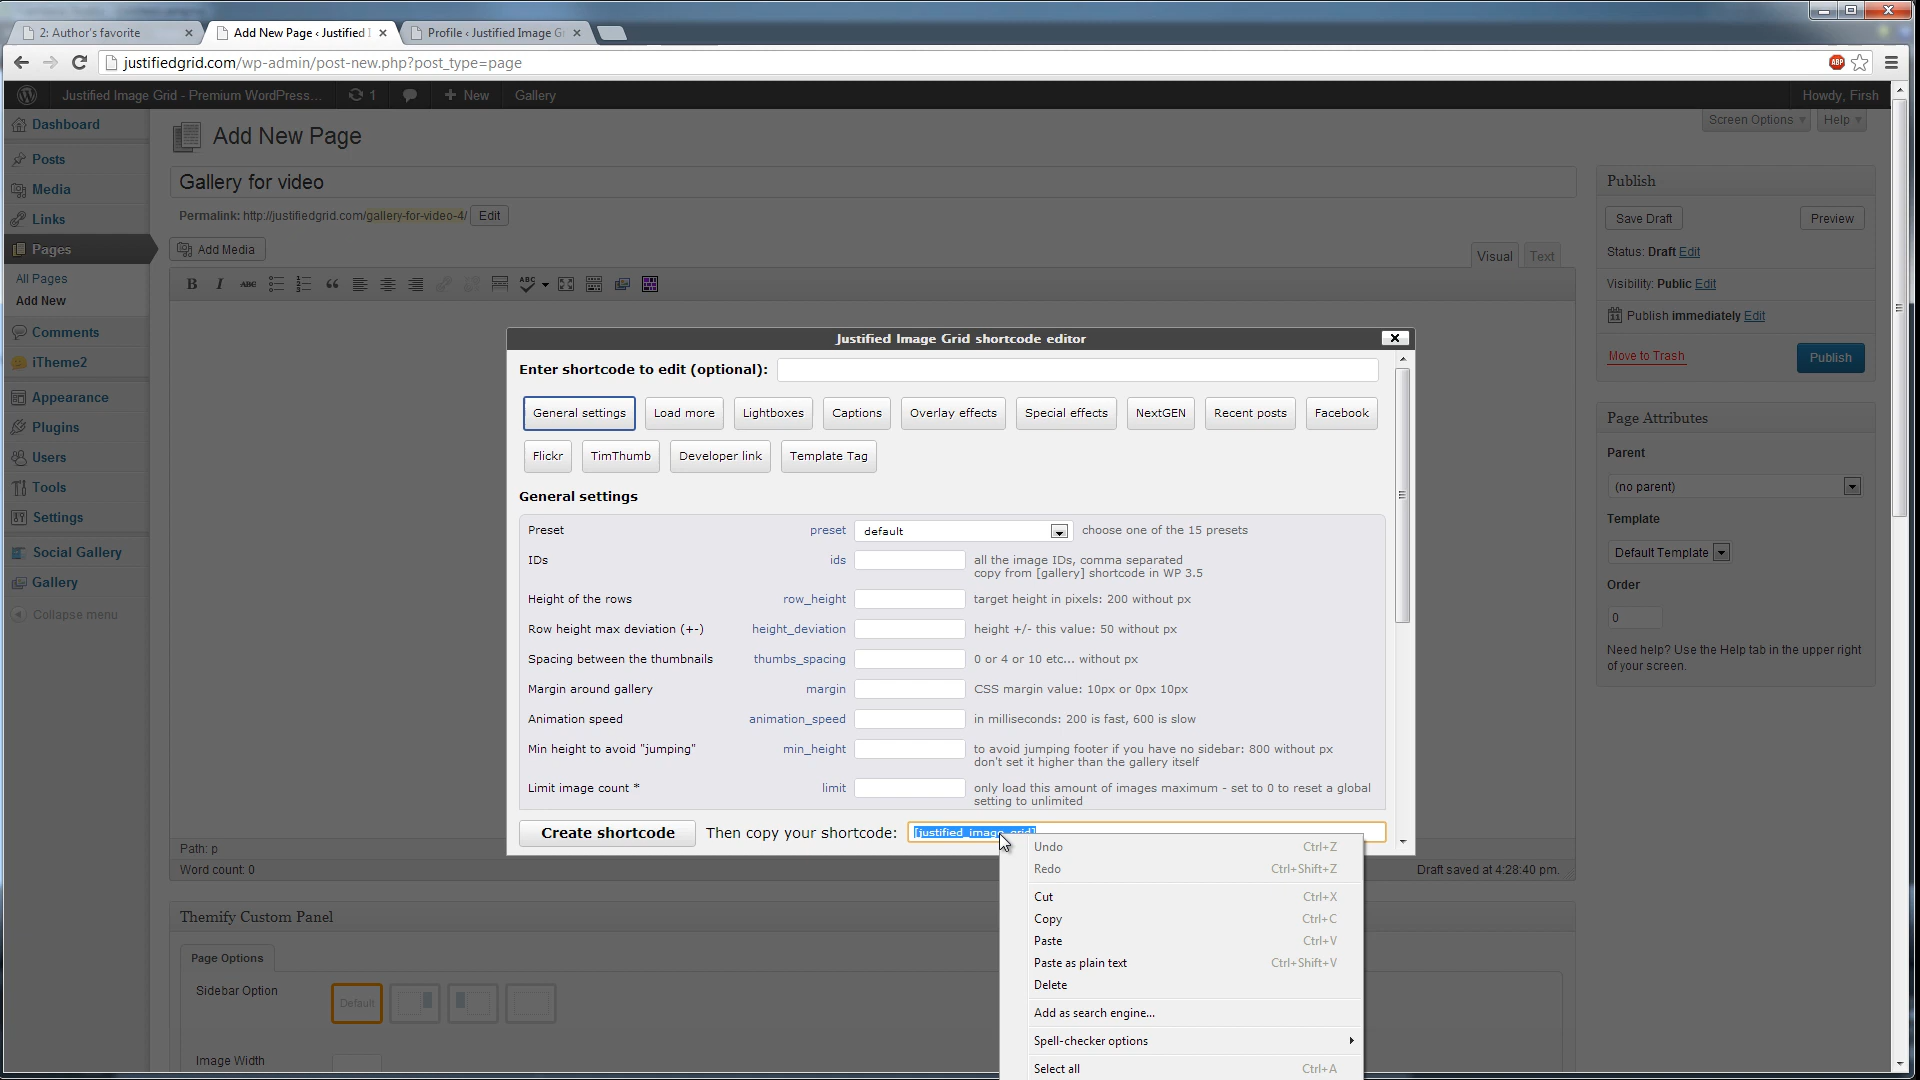 2: Author's favorite
Add New Page ‹ Justified I
Profile ‹ Justified Image G
justifiedgrid.com/wp-admin/post-new.php?post_type=page
ABP
Justified Image Grid - Premium WordPress...
1
New
Gallery
Howdy, Firsh
Dashboard
Posts
Media
Links
Pages
All Pages
Add New
Comments
iTheme2
Appearance
Plugins
Users
Tools
Settings
Social Gallery
Gallery
Collapse menu
Add New Page
Screen Options
Help
Gallery for video
Permalink: http://justifiedgrid.com/gallery-for-video-4/
Edit
Add Media
Visual
Text
B
I
ABC
ABC
Path: p
Word count: 0
Draft saved at 4:28:40 pm.
Publish
Save Draft
Preview
Status: Draft Edit
Visibility: Public Edit
11
Publish immediately Edit
Move to Trash
Publish
Page Attributes
Parent
(no parent)
Template
Default Template
Order
0
Need help? Use the Help tab in the upper right
of your screen.
Justified Image Grid shortcode editor
Enter shortcode to edit (optional):
General settings
Load more
Lightboxes
Captions
Overlay effects
Special effects
NextGEN
Recent posts
Facebook
Flickr
TimThumb
Developer link
Template Tag
General settings
Preset preset default choose one of the 15 presets
IDs ids all the image IDs, comma separated
copy from [gallery] shortcode in WP 3.5
Height of the rows row_height target height in pixels: 200 without px
Row height max deviation (+-) height_deviation height +/- this value: 50 without px
Spacing between the thumbnails thumbs_spacing 0 or 4 or 10 etc... without px
Margin around gallery margin CSS margin value: 10px or 0px 10px
Animation speed animation_speed in milliseconds: 200 is fast, 600 is slow
Min height to avoid "jumping" min_height to avoid jumping footer if you have no sidebar: 800 without px
don't set it higher than the gallery itself
Limit image count * limit only load this amount of images maximum - set to 0 to reset a global
setting to unlimited
Create shortcode Then copy your shortcode: [justified_image_grid]
Undo Ctrl+Z
Redo Ctrl+Shift+Z
Cut Ctrl+X
Copy Ctrl+C
Paste Ctrl+V
Paste as plain text Ctrl+Shift+V
Delete
Add as search engine...
Spell-checker options
Select all Ctrl+A
Themify Custom Panel
Page Options
Sidebar Option
Default
Image Width